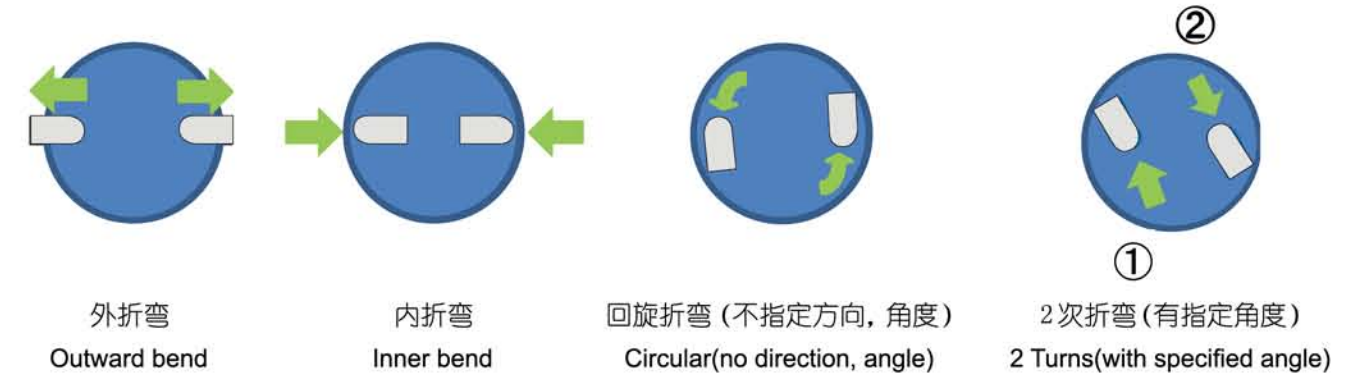 ②
①
外折弯
内折弯
回旋折弯 (不指定方向, 角度)
2次折弯 (有指定角度)
Outward bend
Inner bend
Circular(no direction, angle)
2 Turns(with specified angle)